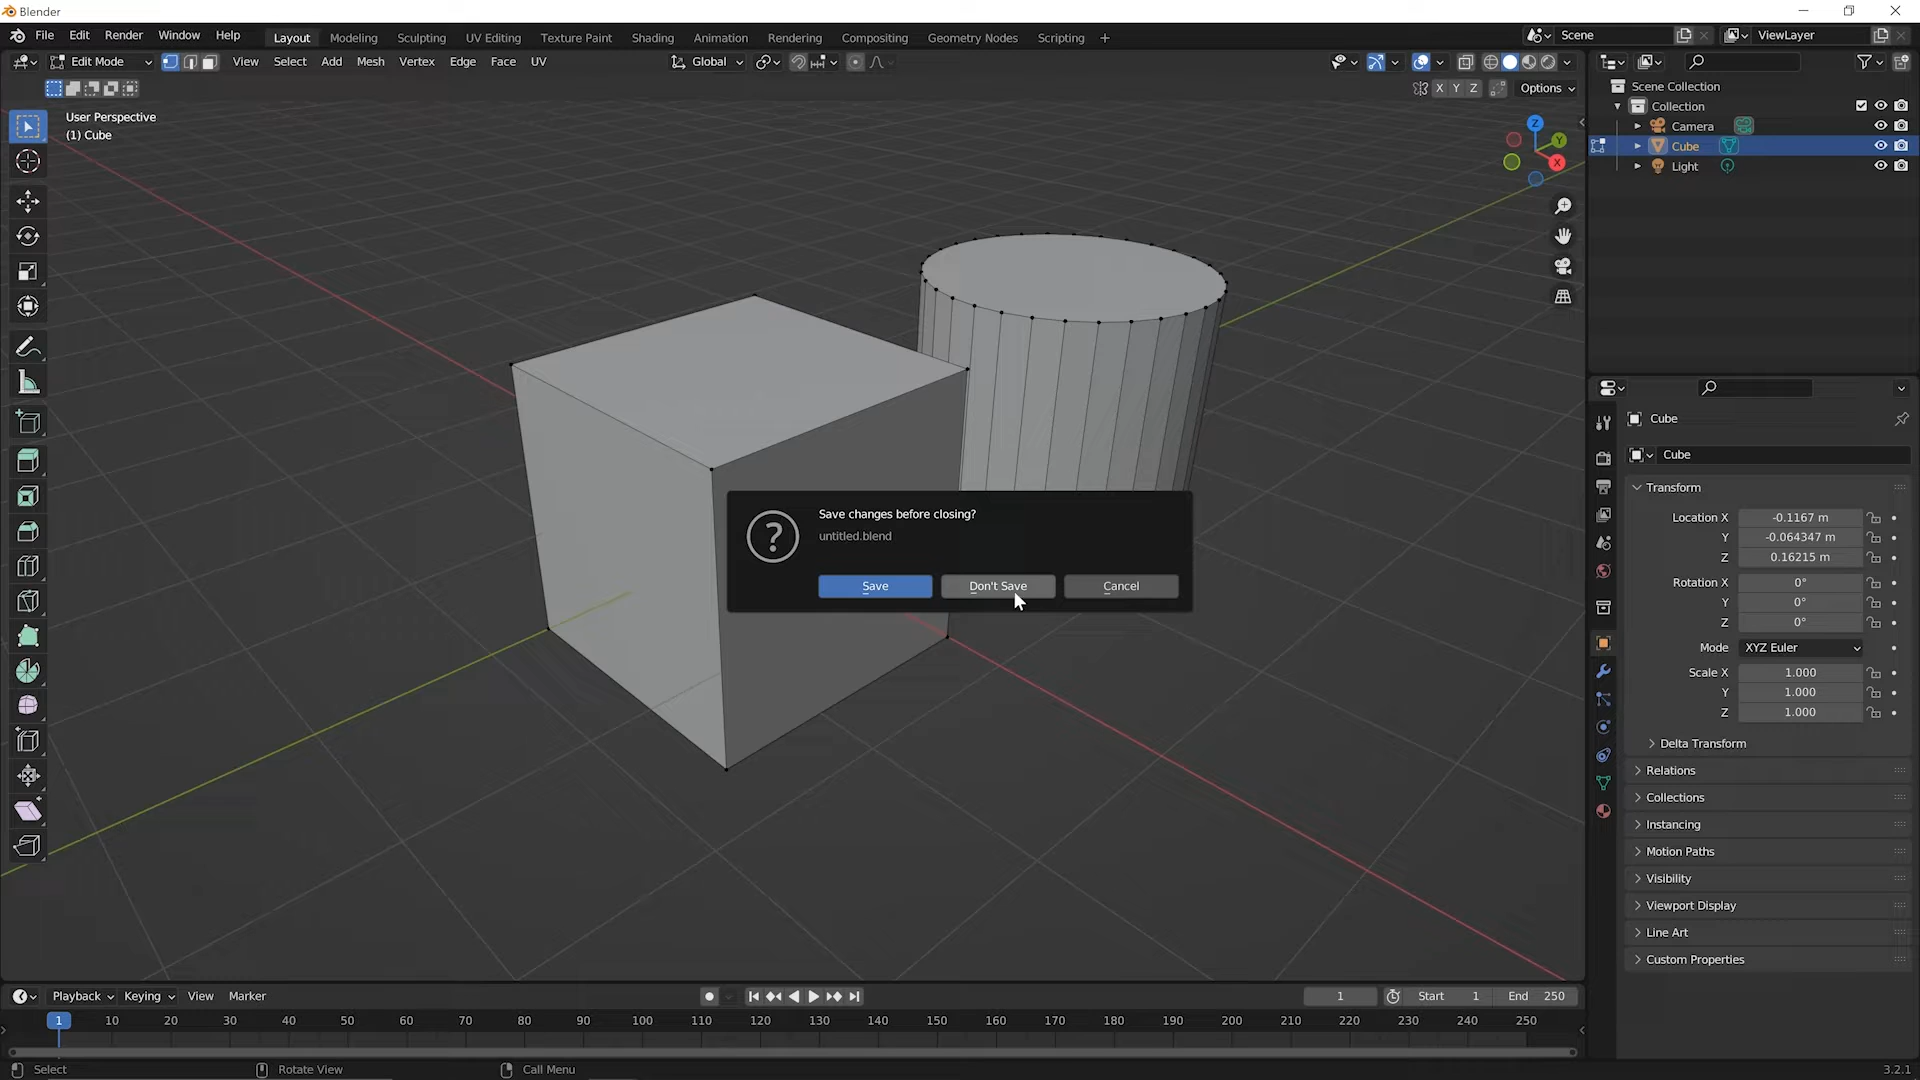 Blender
File Edit Render Window Help Layout Modeling Sculpting UV Editing Texture Paint Shading Animation Rendering Compositing Geometry Nodes Scripting + Scene ViewLayer
Edit Mode View Select Add Mesh Vertex Edge Face UV Global
X Y Z Options
User Perspective
(1) Cube
Z
Y
X
Scene Collection
Collection
Camera
Cube
Light
Save changes before closing?
untitled.blend
Save Don't Save Cancel
Cube
Cube
Transform
Location X -0.1167 m
Y -0.064347 m
Z 0.16215 m
Rotation X 0°
Y 0°
Z 0°
Mode XYZ Euler
Scale X 1.000
Y 1.000
Z 1.000
Delta Transform
Relations
Collections
Instancing
Motion Paths
Visibility
Viewport Display
Line Art
Custom Properties
Playback Keying View Marker 1 Start 1 End 250
1 10 20 30 40 50 60 70 80 90 100 110 120 130 140 150 160 170 180 190 200 210 220 230 240 250
Select Rotate View Call Menu 3.2.1